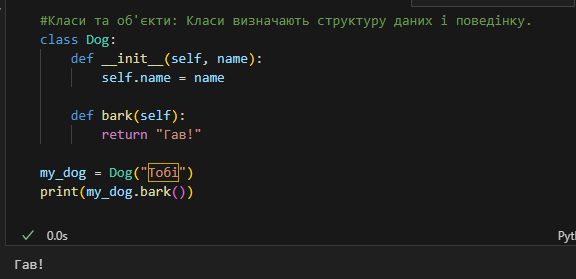 #Класи та об'єкти: Класи визначають структуру даних і поведінку.
class Dog:
    def __init__(self, name):
        self.name = name
    def bark(self):
        return "Гав!"
my_dog = Dog("Тобі")
print(my_dog.bark())
0.0s
Гав!